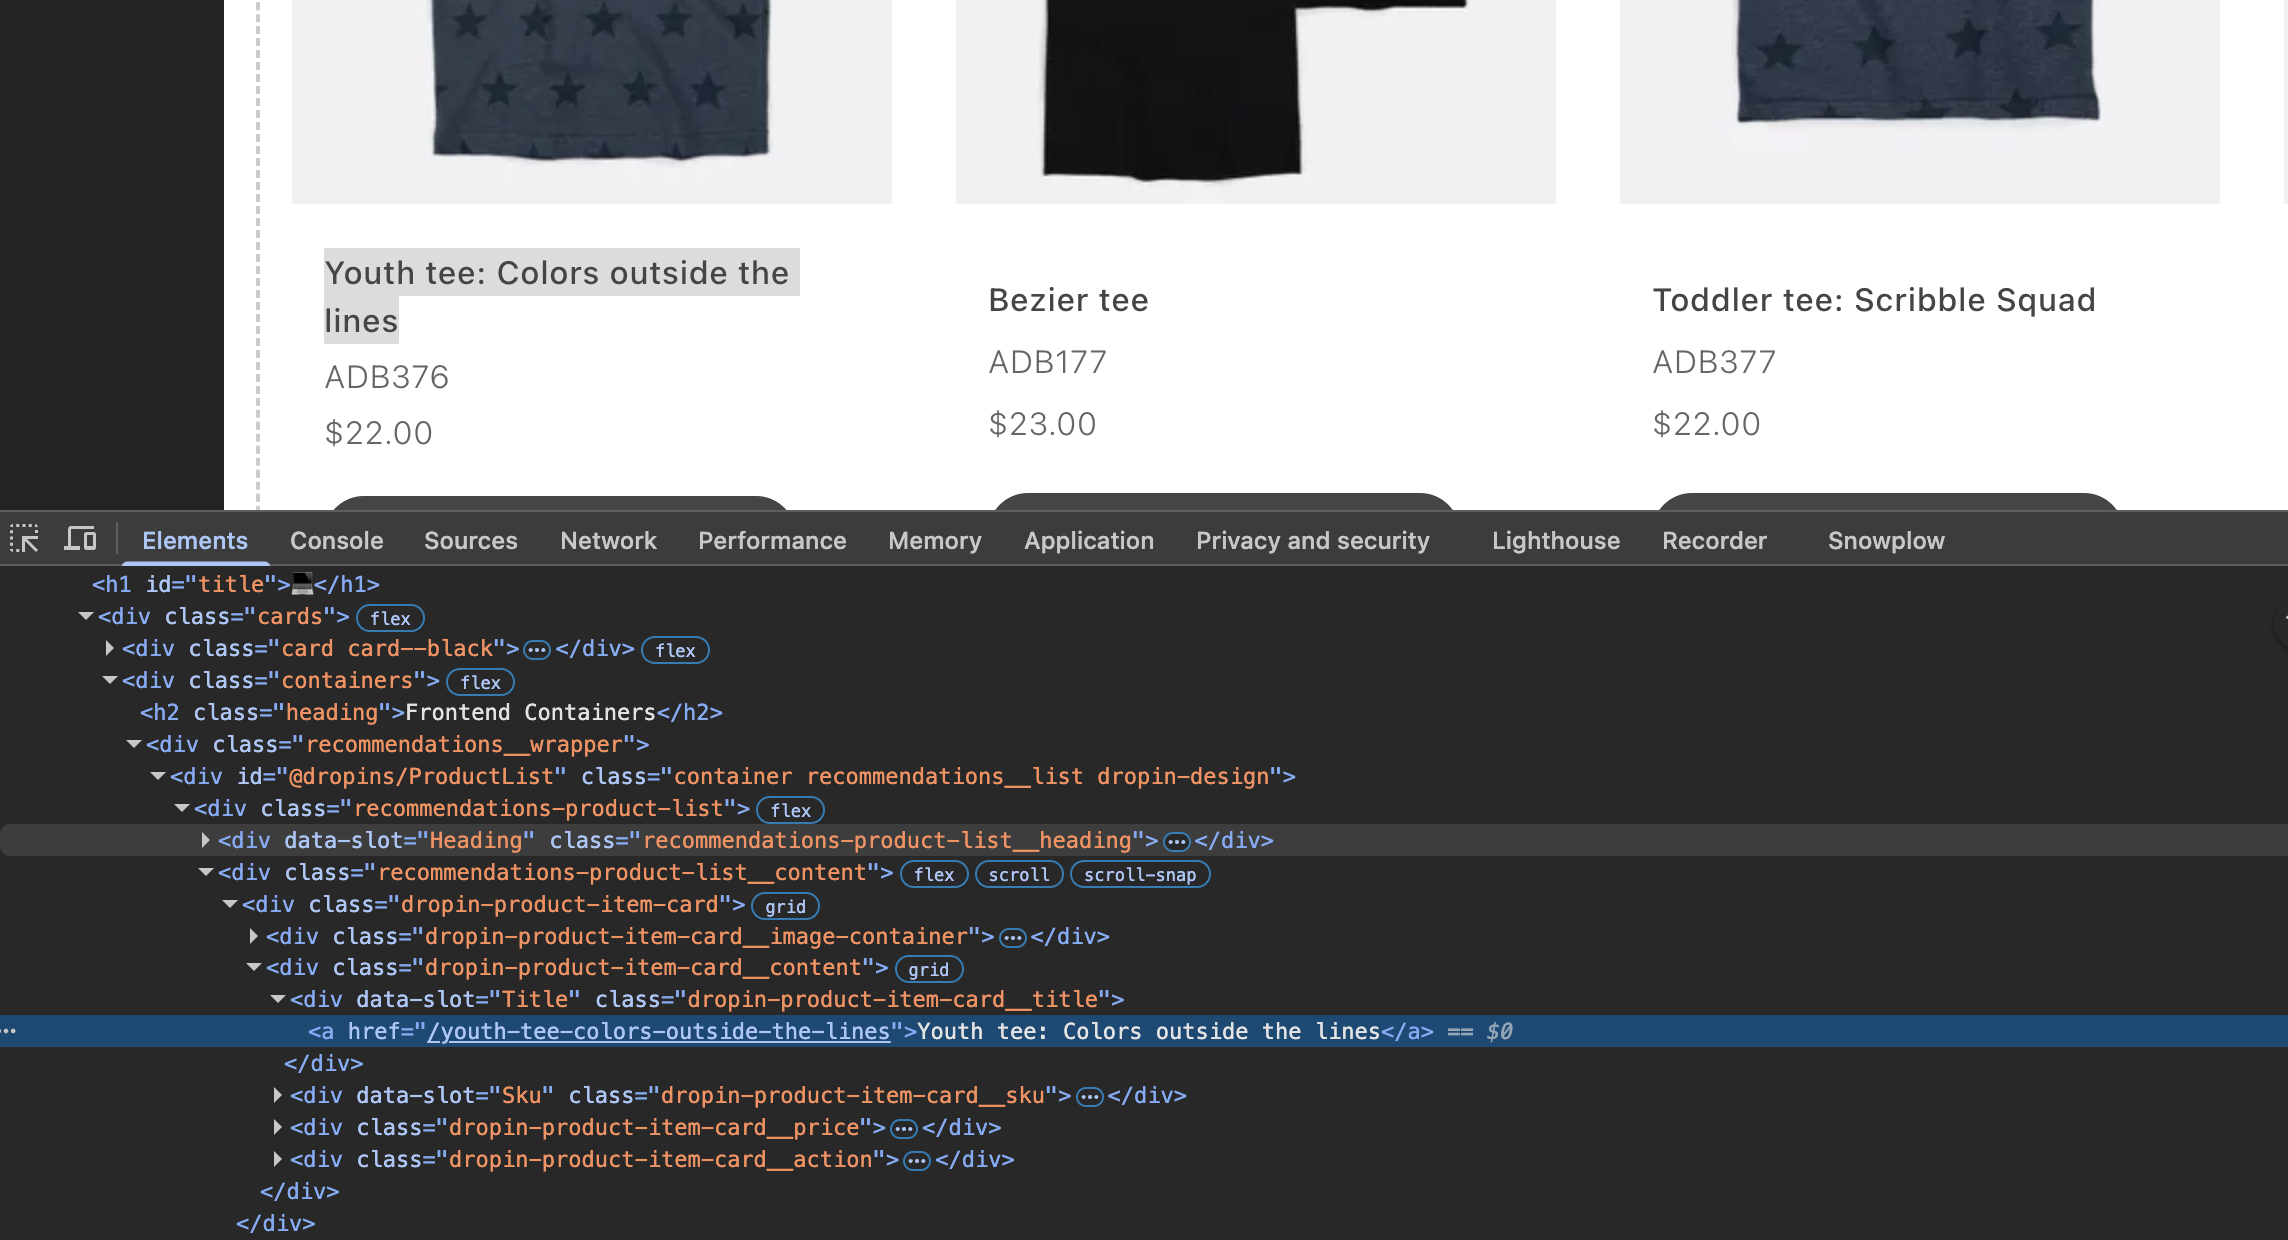 Youth tee: Colors outside the
lines
ADB376
$22.00
Bezier tee
ADB177
$23.00
Toddler tee: Scribble Squad
ADB377
$22.00
Elements Console Sources Network Performance Memory Application Privacy and security Lighthouse Recorder Snowplow
<h1 id="title">💻</h1>
<div class="cards"> flex
<div class="card card--black">…</div> flex
<div class="containers"> flex
<h2 class="heading">Frontend Containers</h2>
<div class="recommendations__wrapper">
<div id="@dropins/ProductList" class="container recommendations__list dropin-design">
<div class="recommendations-product-list"> flex
<div data-slot="Heading" class="recommendations-product-list__heading">…</div>
<div class="recommendations-product-list__content"> flex scroll scroll-snap
<div class="dropin-product-item-card"> grid
<div class="dropin-product-item-card__image-container">…</div>
<div class="dropin-product-item-card__content"> grid
<div data-slot="Title" class="dropin-product-item-card__title">
<a href="/youth-tee-colors-outside-the-lines">Youth tee: Colors outside the lines</a> == $0
</div>
<div data-slot="Sku" class="dropin-product-item-card__sku">…</div>
<div class="dropin-product-item-card__price">…</div>
<div class="dropin-product-item-card__action">…</div>
</div>
</div>